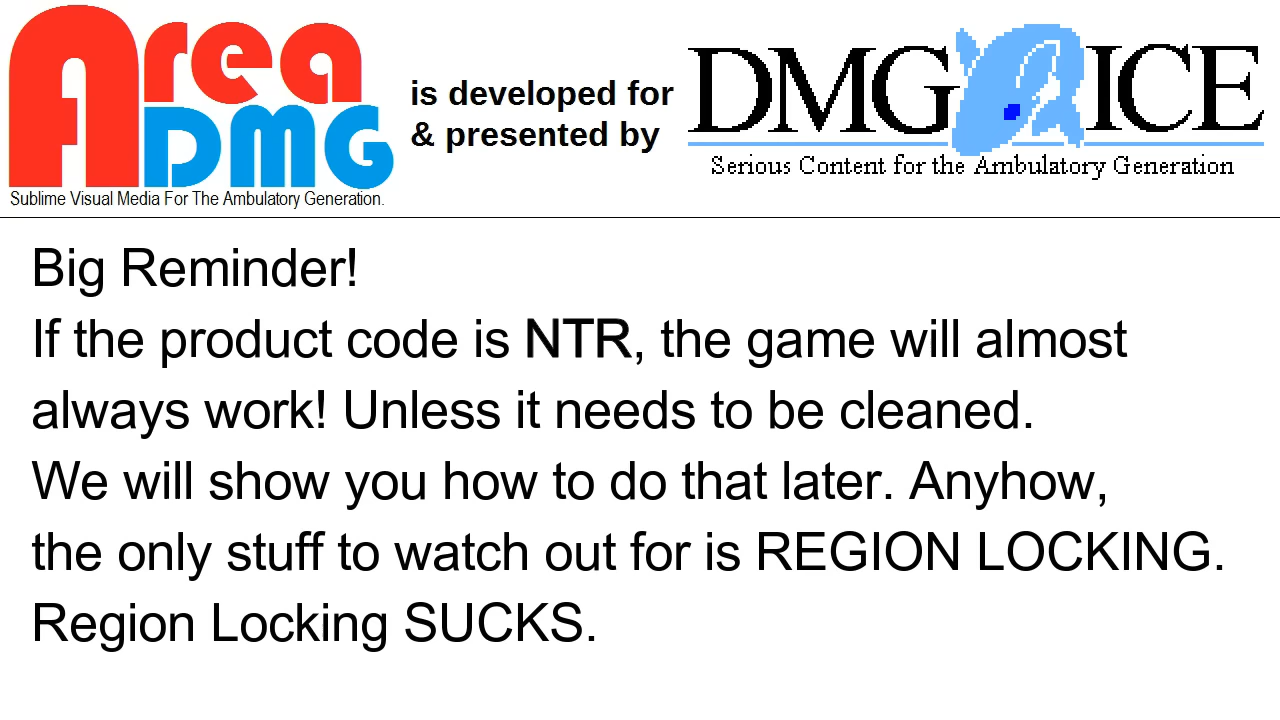 Area
DMG
Sublime Visual Media For The Ambulatory Generation.
is developed for
& presented by
DMG ICE
Serious Content for the Ambulatory Generation
Big Reminder!
If the product code is NTR, the game will almost
always work! Unless it needs to be cleaned.
We will show you how to do that later. Anyhow,
the only stuff to watch out for is REGION LOCKING.
Region Locking SUCKS.